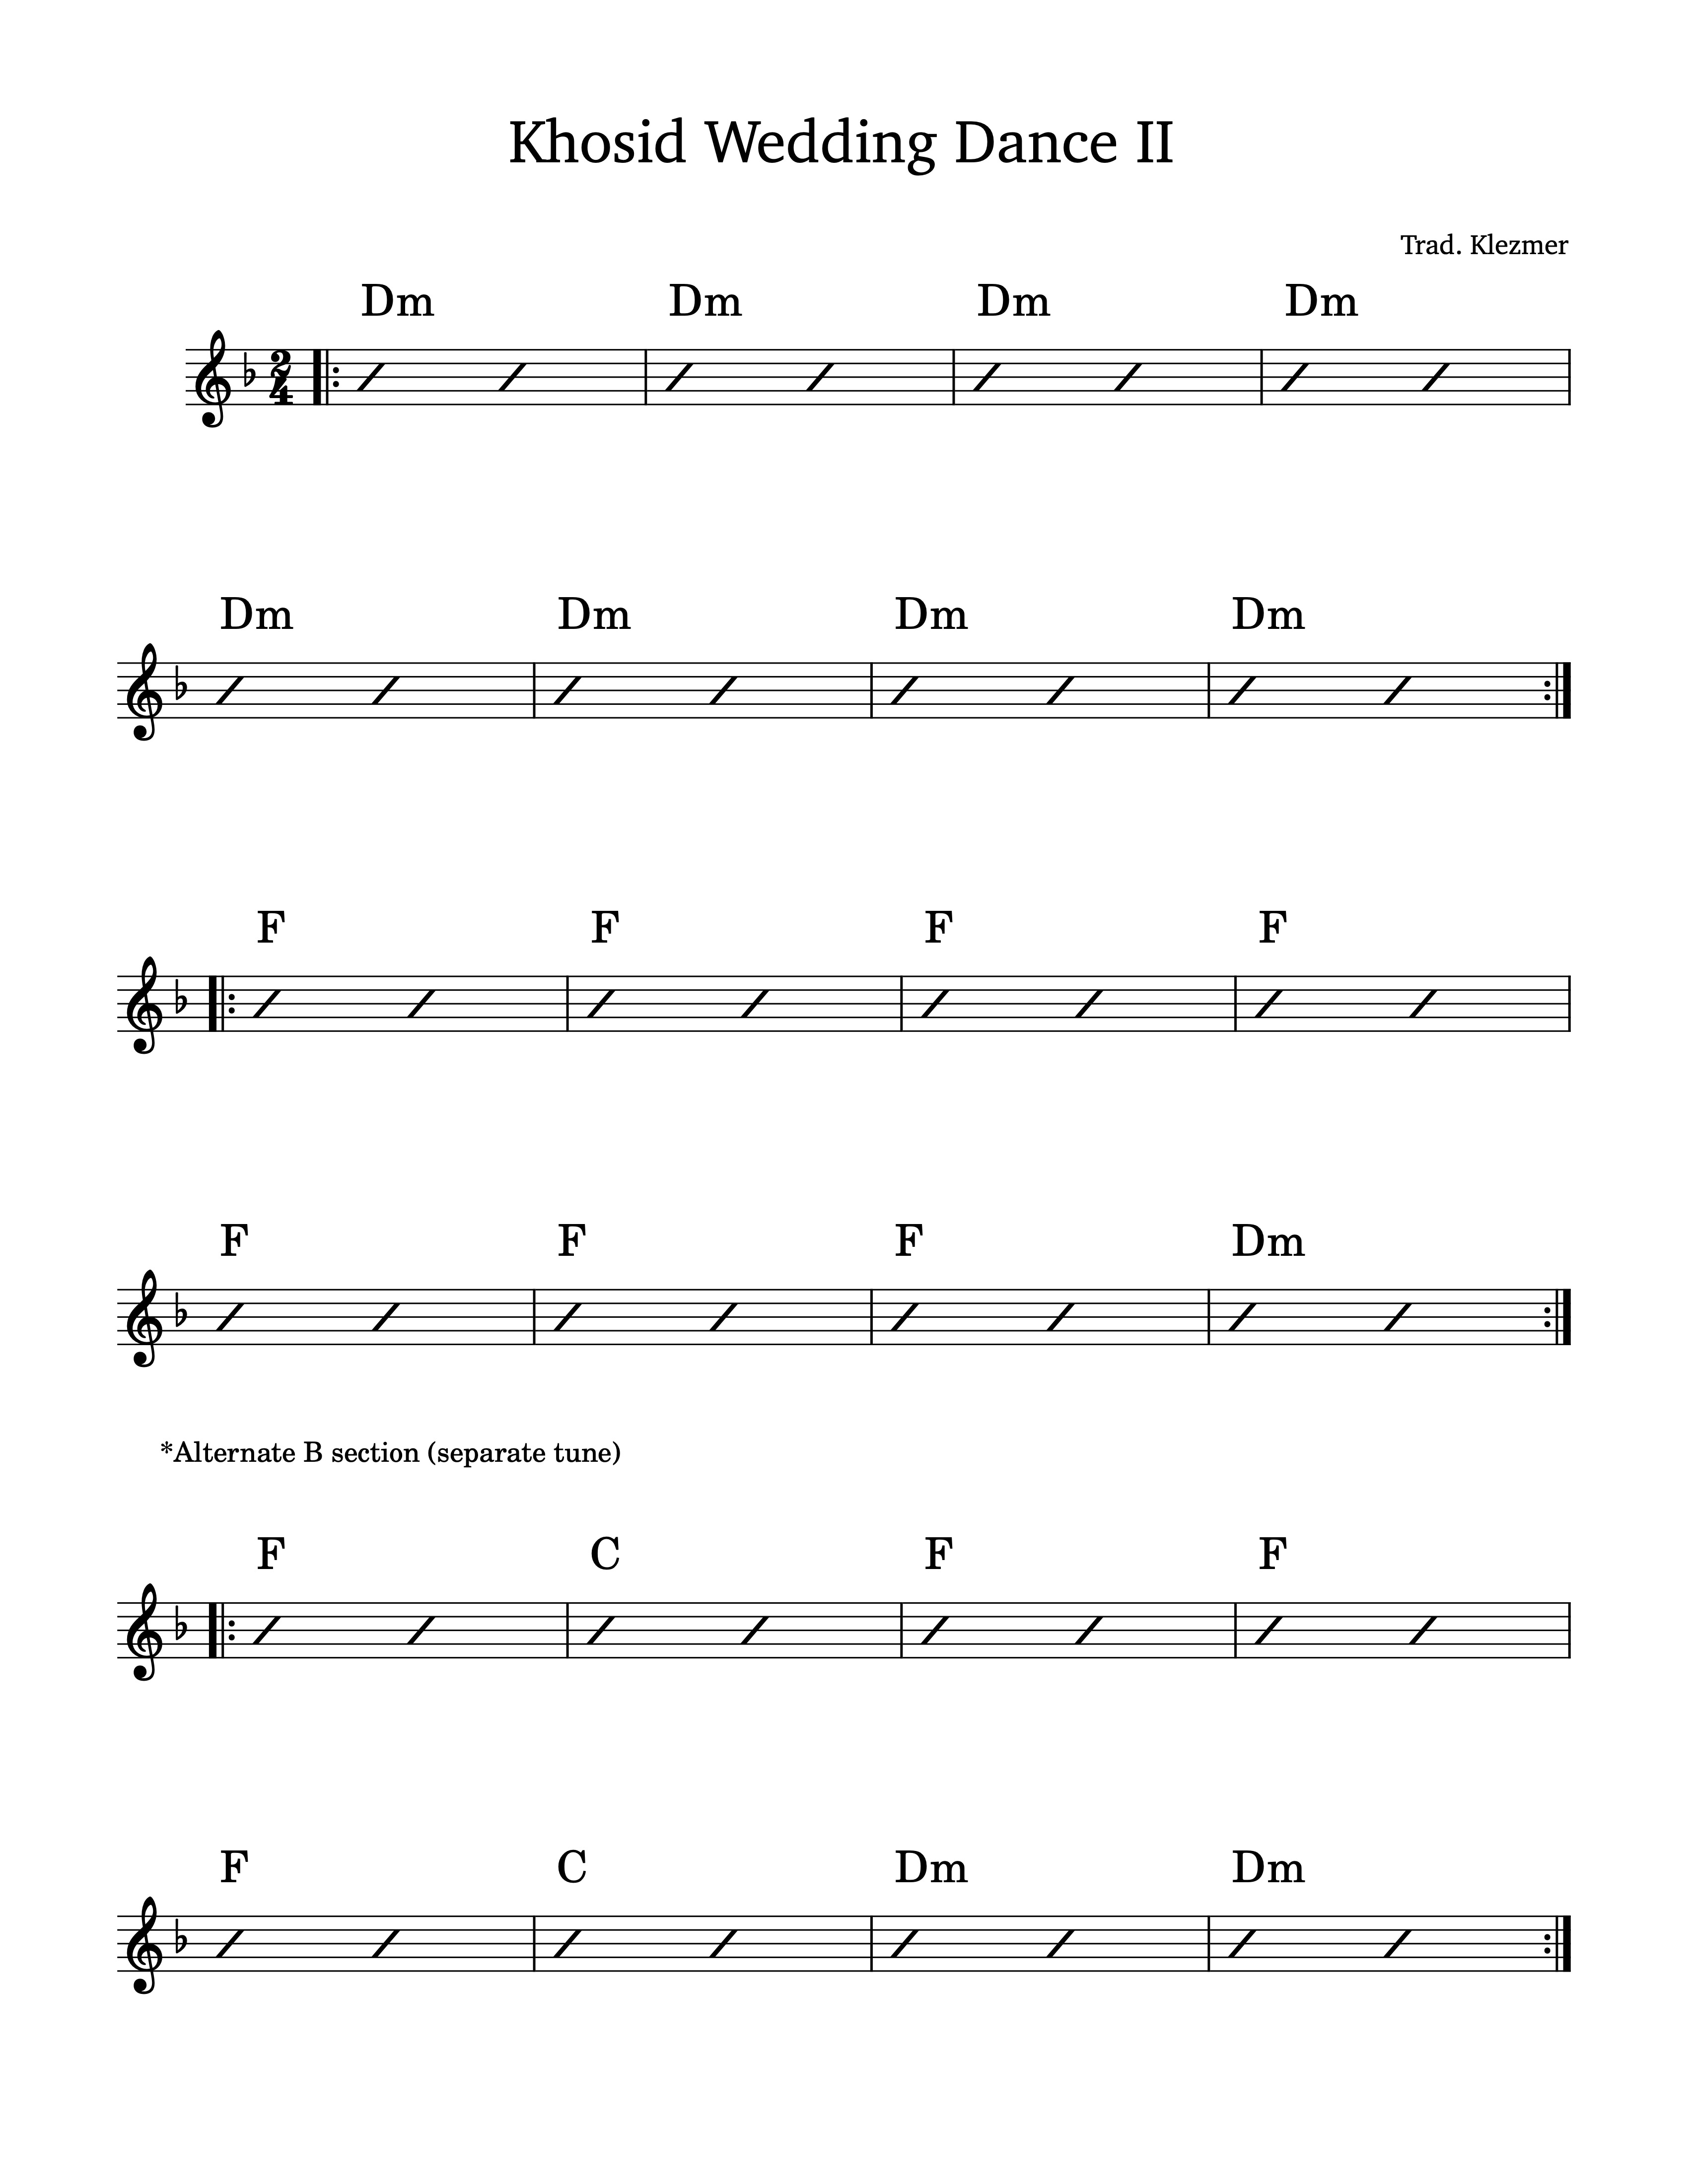 Khosid Wedding Dance II
Trad. Klezmer
Dm Dm Dm Dm
2
4
Dm Dm Dm Dm
F F F F
F F F Dm
*Alternate B section (separate tune)
F C F F
F C Dm Dm